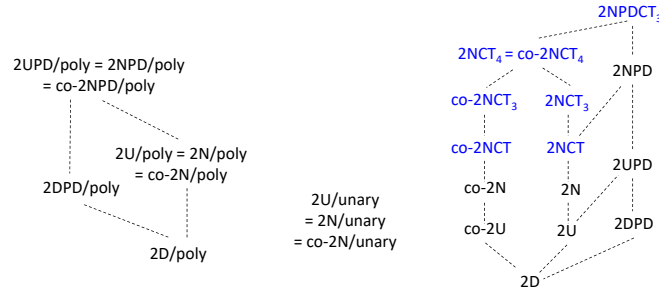 2UPD/poly = 2NPD/poly
= co-2NPD/poly
2U/poly = 2N/poly
= co-2N/poly
2DPD/poly
2D/poly
2U/unary
= 2N/unary
= co-2N/unary
2NPDCT₃
2NCT₄ = co-2NCT₄
2NPD
co-2NCT₃
2NCT₃
co-2NCT
2NCT
2UPD
co-2N
2N
co-2U
2U
2DPD
2D